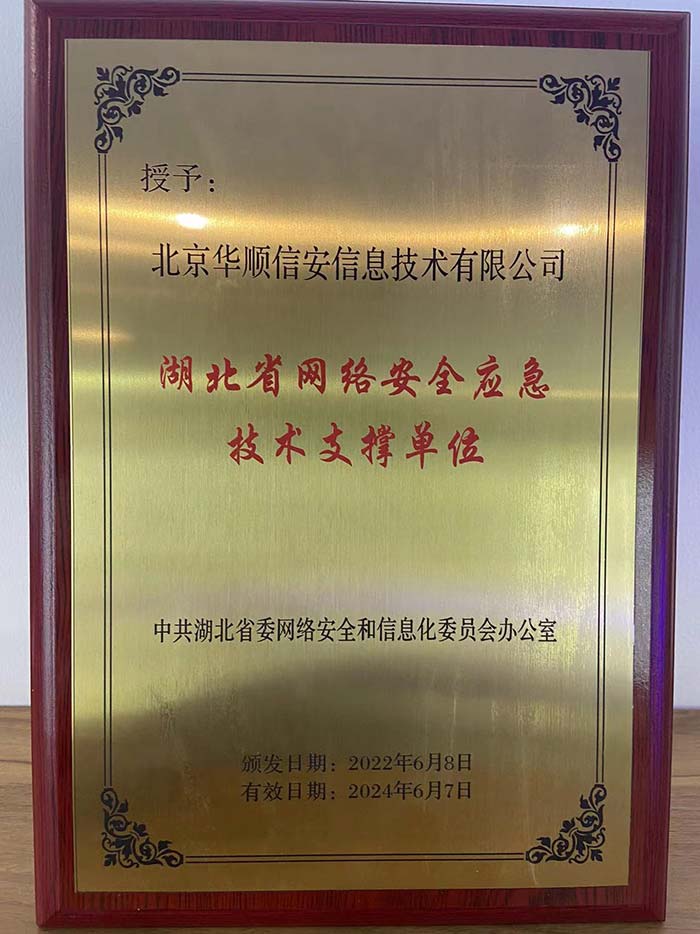 授予：
北京华顺信安信息技术有限公司
湖北省网络安全应急
技术支撑单位
中共湖北省委网络安全和信息化委员会办公室
颁发日期：2022年6月8日
有效日期：2024年6月7日